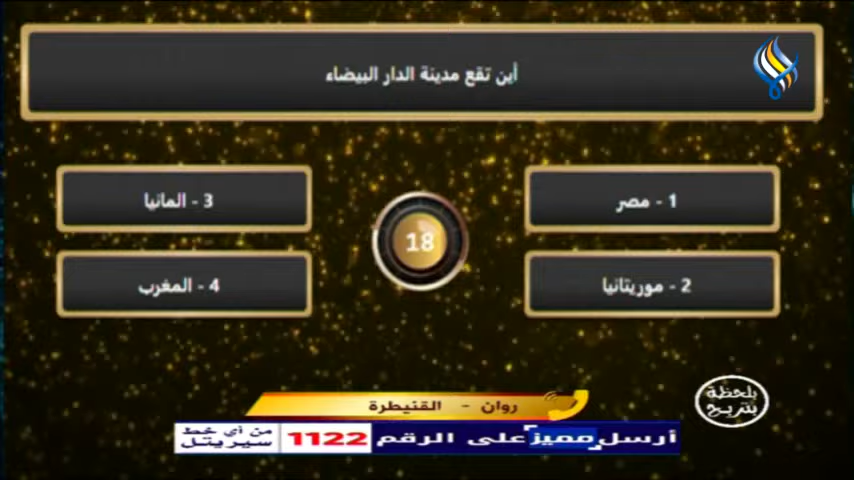 أين تقع مدينة الدار البيضاء
1 - مصر
2 - موريتانيا
3 - المانيا
4 - المغرب
18
بلحظة
بتربح
روان - القنيطرة
أرسل مميز على الرقم 1122 من أي خط سيريتل